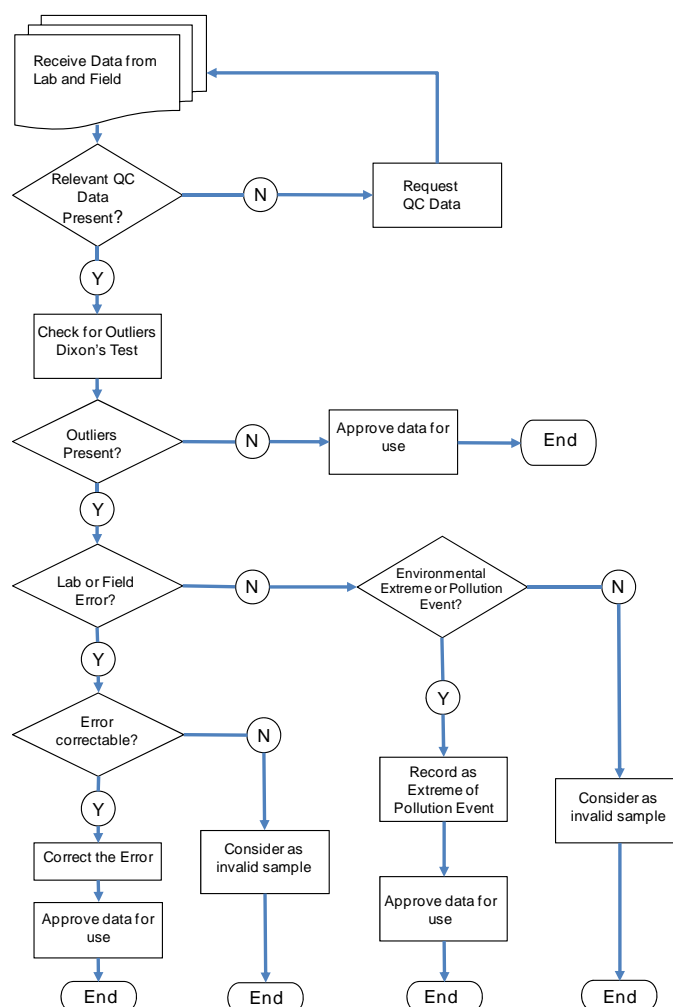 Receive Data from
Lab and Field
Relevant QC
Data
Present?
N
Request
QC Data
Y
Check for Outliers
Dixon's Test
Outliers
Present?
N
Approve data for
use
End
Y
Lab or Field
Error?
N
Environmental
Extreme or Pollution
Event?
N
Y
Y
Error
correctable?
N
Record as
Extreme of
Pollution Event
Consider as
invalid sample
Y
Correct the Error
Consider as
invalid sample
Approve data for
use
Approve data for
use
End
End
End
End